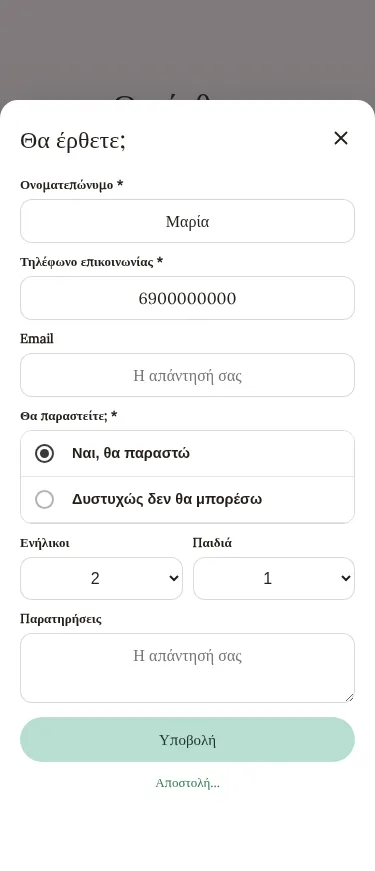 Θα έρθετε;
Ονοματεπώνυμο *
Μαρία
Τηλέφωνο επικοινωνίας *
6900000000
Email
Η απάντησή σας
Θα παραστείτε; *
Ναι, θα παραστώ
Δυστυχώς δεν θα μπορέσω
Ενήλικοι Παιδιά
2 1
Παρατηρήσεις
Η απάντησή σας
Υποβολή
Αποστολή...